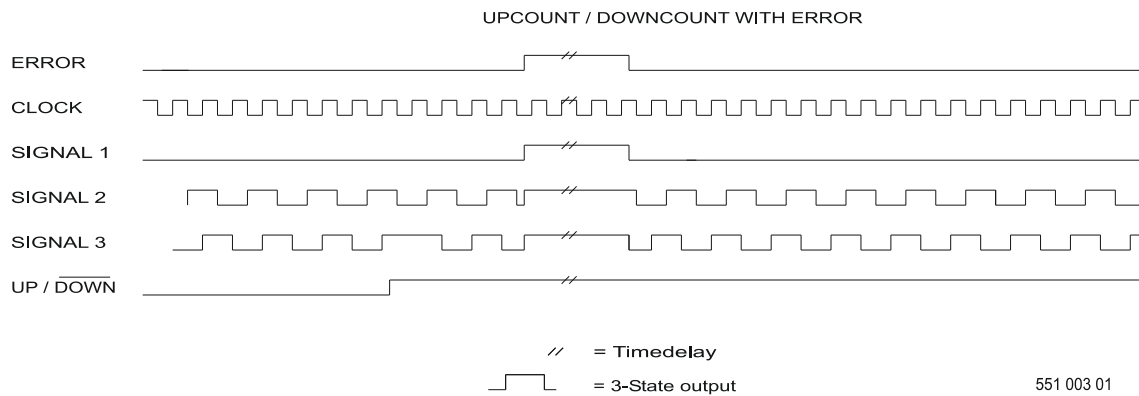 UPCOUNT / DOWNCOUNT WITH ERROR
ERROR
CLOCK
SIGNAL 1
SIGNAL 2
SIGNAL 3
UP / DOWN
// = Timedelay
= 3-State output
551 003 01